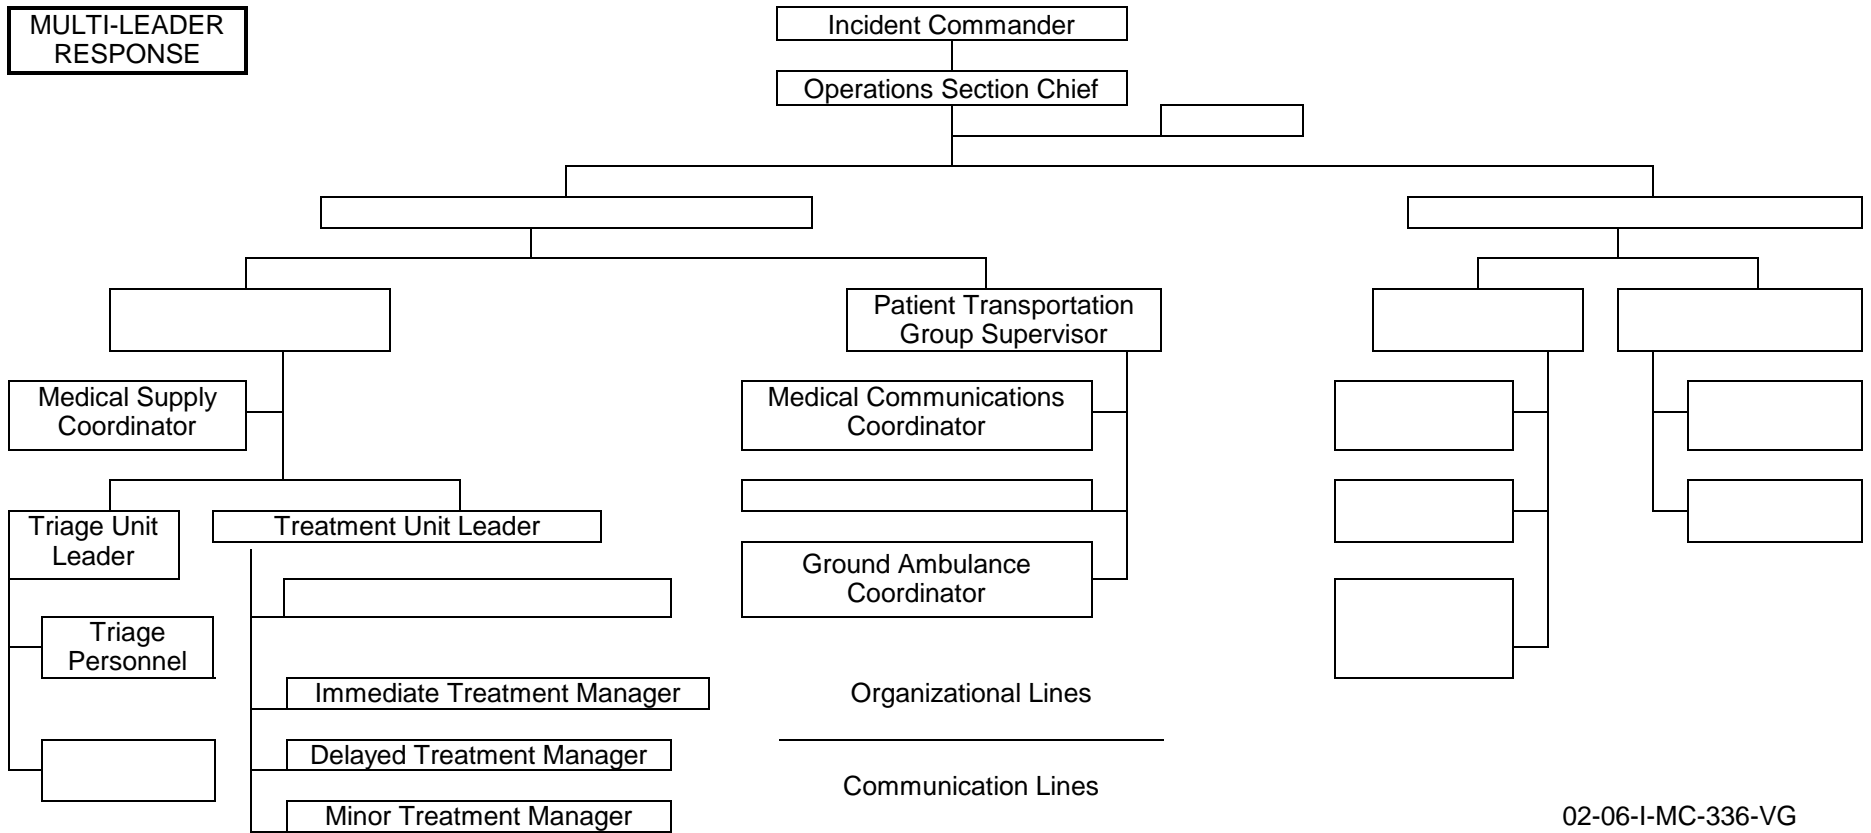 MULTI-LEADER
RESPONSE
Incident Commander
Operations Section Chief
Patient Transportation
Group Supervisor
Medical Supply
Coordinator
Medical Communications
Coordinator
Triage Unit
Leader
Treatment Unit Leader
Ground Ambulance
Coordinator
Triage
Personnel
Immediate Treatment Manager
Delayed Treatment Manager
Minor Treatment Manager
Organizational Lines
Communication Lines
02-06-I-MC-336-VG